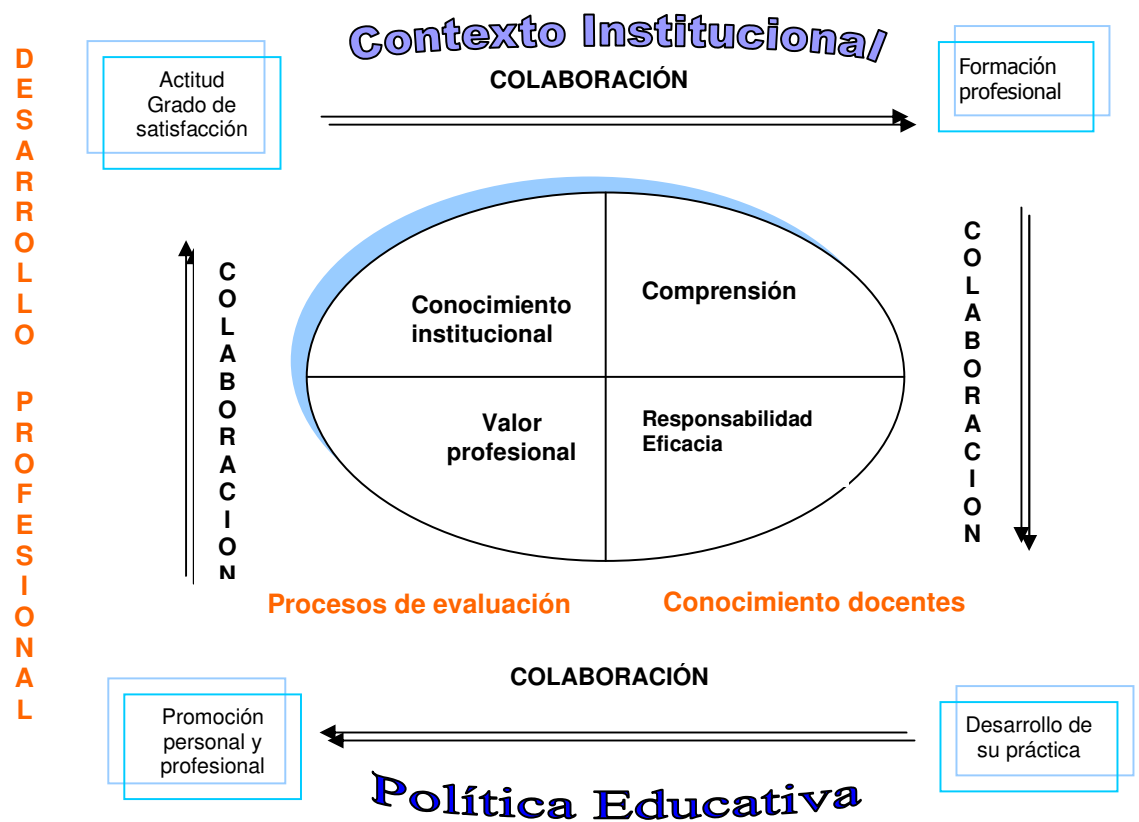 Contexto Institucional
COLABORACIÓN
Actitud
Grado de
satisfacción
Formación
profesional
DESARROLLO PROFESIONAL
COLABORACION
Conocimiento
institucional
Comprensión
Valor
profesional
Responsabilidad
Eficacia
COLABORACION
Procesos de evaluación
Conocimiento docentes
COLABORACIÓN
Promoción
personal y
profesional
Desarrollo de
su práctica
Política Educativa